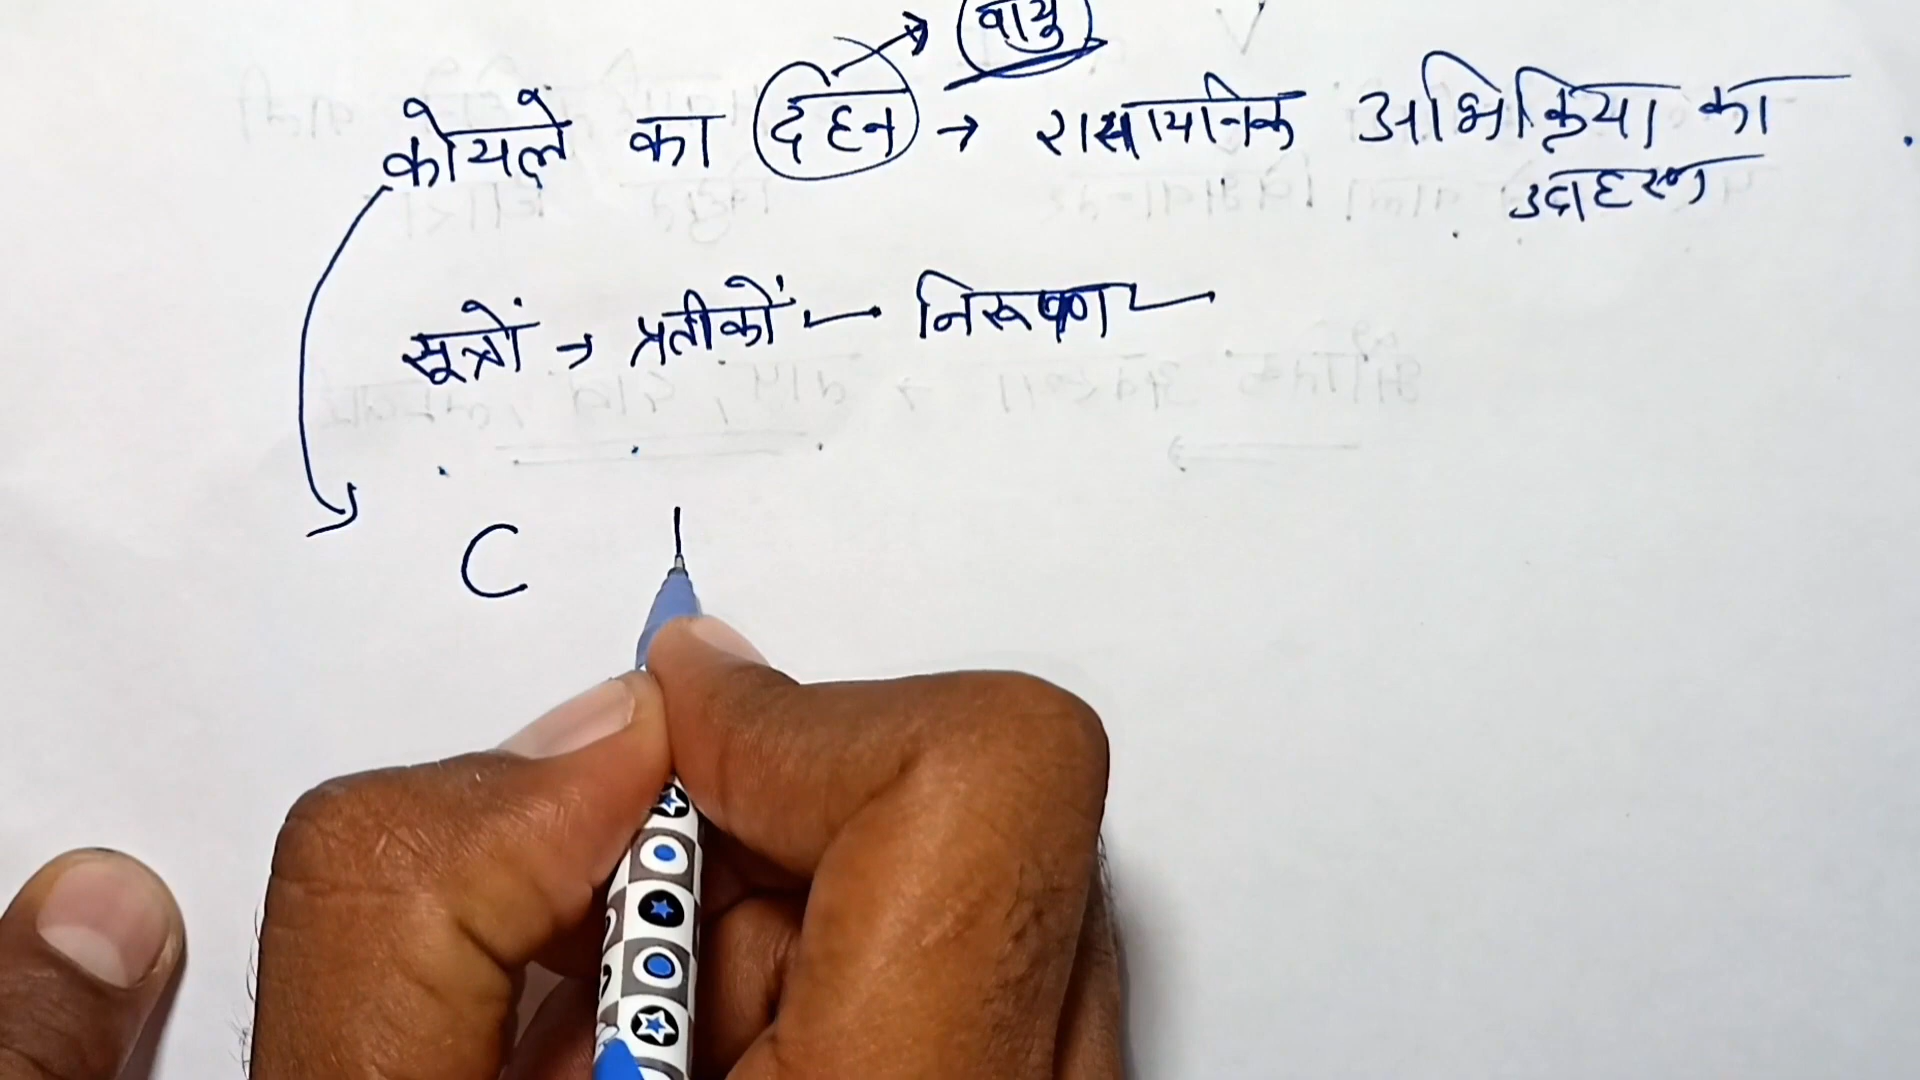 वायु
कोयले का दहन → रासायनिक अभिक्रिया का
उदाहरण
सूत्रों → प्रतीकों — निरूपण —
C